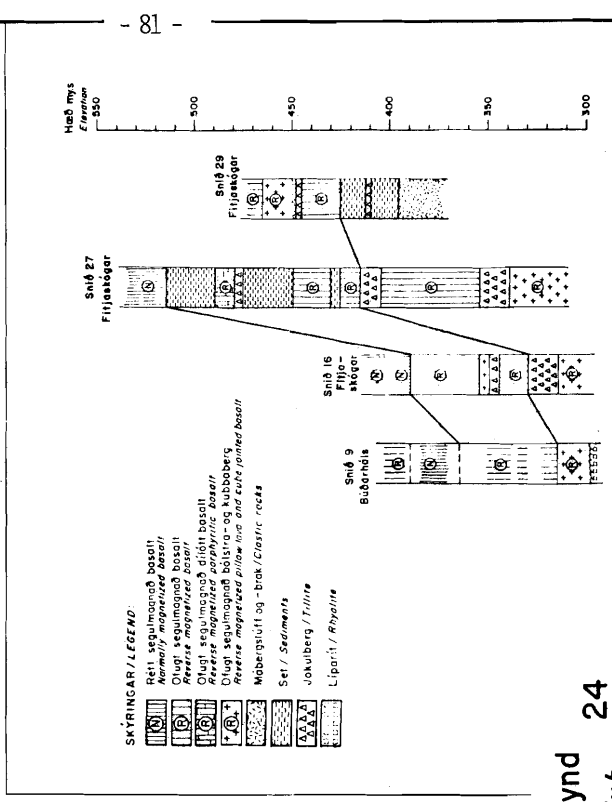 - 81 -
Hæð m.y.s
Elevation
550
500
450
400
350
300
Snið 29
Fitjaskógar
Snið 27
Fitjaskógar
Snið 16
Fitja-
skógar
Snið 9
Búðarháls
SKÝRINGAR / LEGEND:
N
Rétt segulmagnað basalt
Normally magnetized basalt
R
Öfugt segulmagnað basalt
Reverse magnetized basalt
R
Öfugt segulmagnað dílótt basalt
Reverse magnetized porphyritic basalt
R
Öfugt segulmagnað bólstra- og kubbaberg
Reverse magnetized pillow lava and cube jointed basalt
Móbergstúff og -brak / Clastic rocks
Set / Sediments
Jökulberg / Tillite
Líparít / Rhyolite
R
R
R
N
R
R
R
R
R
N
N
R
R
R
R
N
R
R
ynd
24